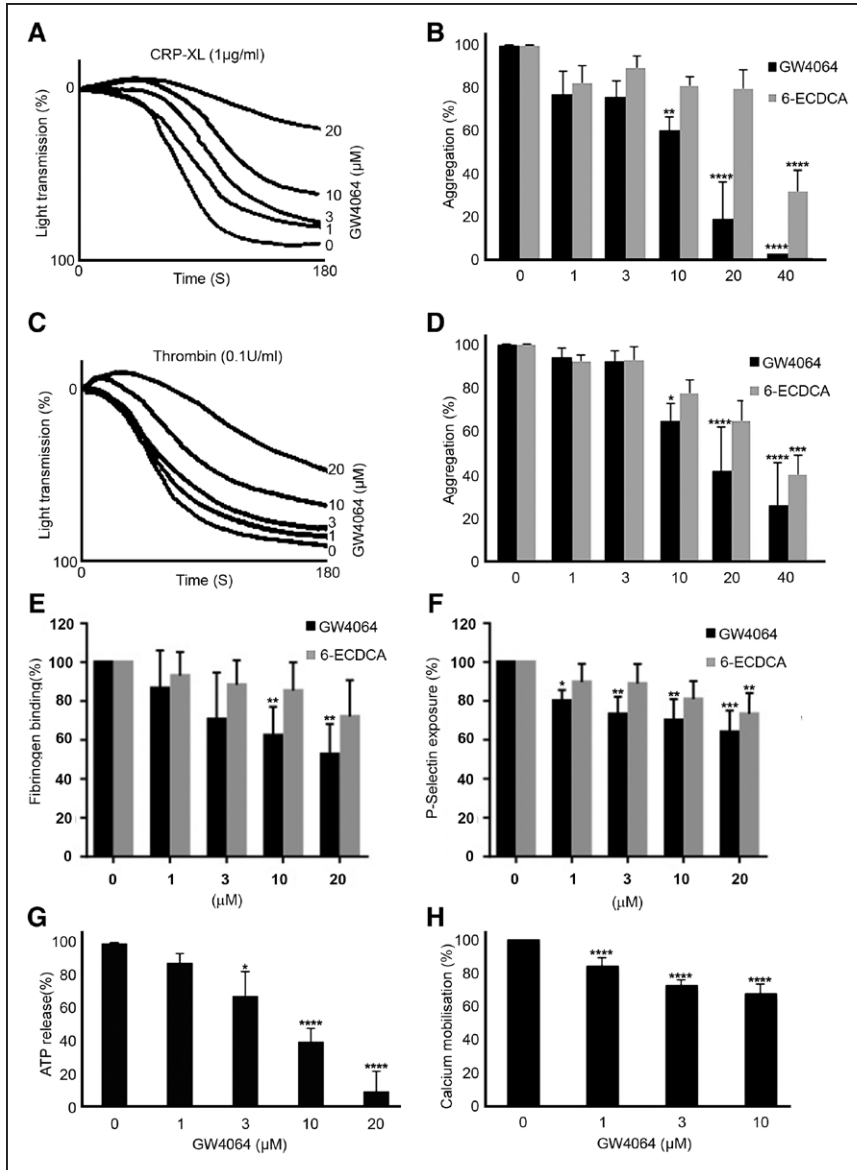 A
CRP-XL (1µg/ml)
Light transmission (%)
0
100
0
180
Time (S)
20
10
3
1
0
GW4064 (µM)
B
Aggregation (%)
100
80
60
40
20
0
GW4064
6-ECDCA
**
****
****
****
0 1 3 10 20 40
C
Thrombin (0.1U/ml)
Light transmission (%)
0
100
0
180
Time (S)
20
10
3
1
0
GW4064 (µM)
D
Aggregation (%)
100
80
60
40
20
0
GW4064
6-ECDCA
*
****
****
***
0 1 3 10 20 40
E
Fibrinogen binding(%)
120
100
80
60
40
20
0
GW4064
6-ECDCA
**
**
0 1 3 10 20
(µM)
F
P-Selectin exposure (%)
120
100
80
60
40
20
0
GW4064
6-ECDCA
*
**
**
***
**
0 1 3 10 20
(µM)
G
ATP release(%)
100
80
60
40
20
0
*
****
****
0 1 3 10 20
GW4064 (µM)
H
Calcium mobilisation (%)
100
80
60
40
20
0
****
****
****
0 1 3 10
GW4064 (µM)